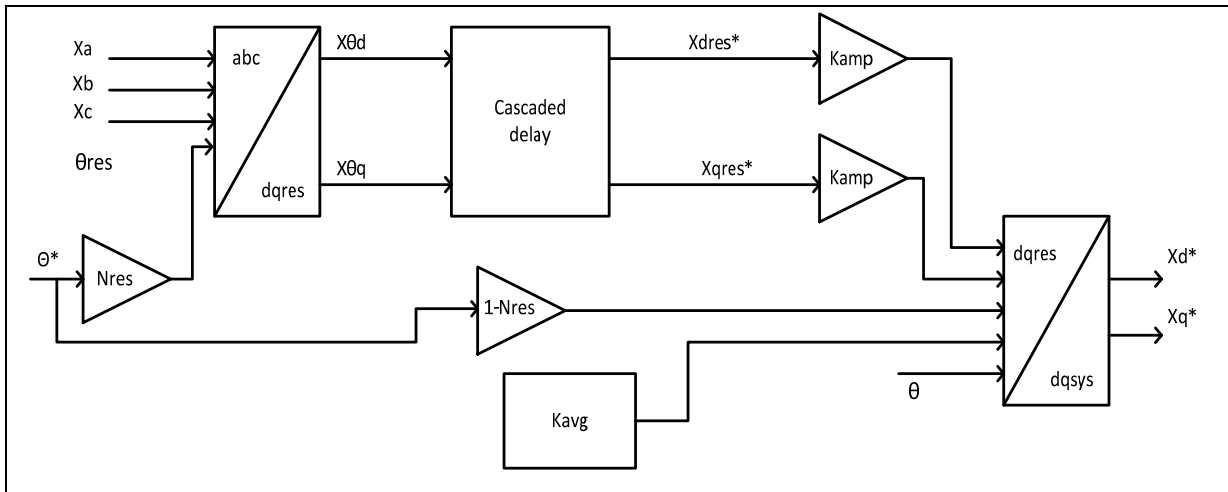 Xa
Xb
Xc
θres
Θ*
Nres
abc
dqres
Xθd
Xθq
Cascaded
delay
Xdres*
Xqres*
Kamp
Kamp
1-Nres
Kavg
θ
dqres
dqsys
Xd*
Xq*